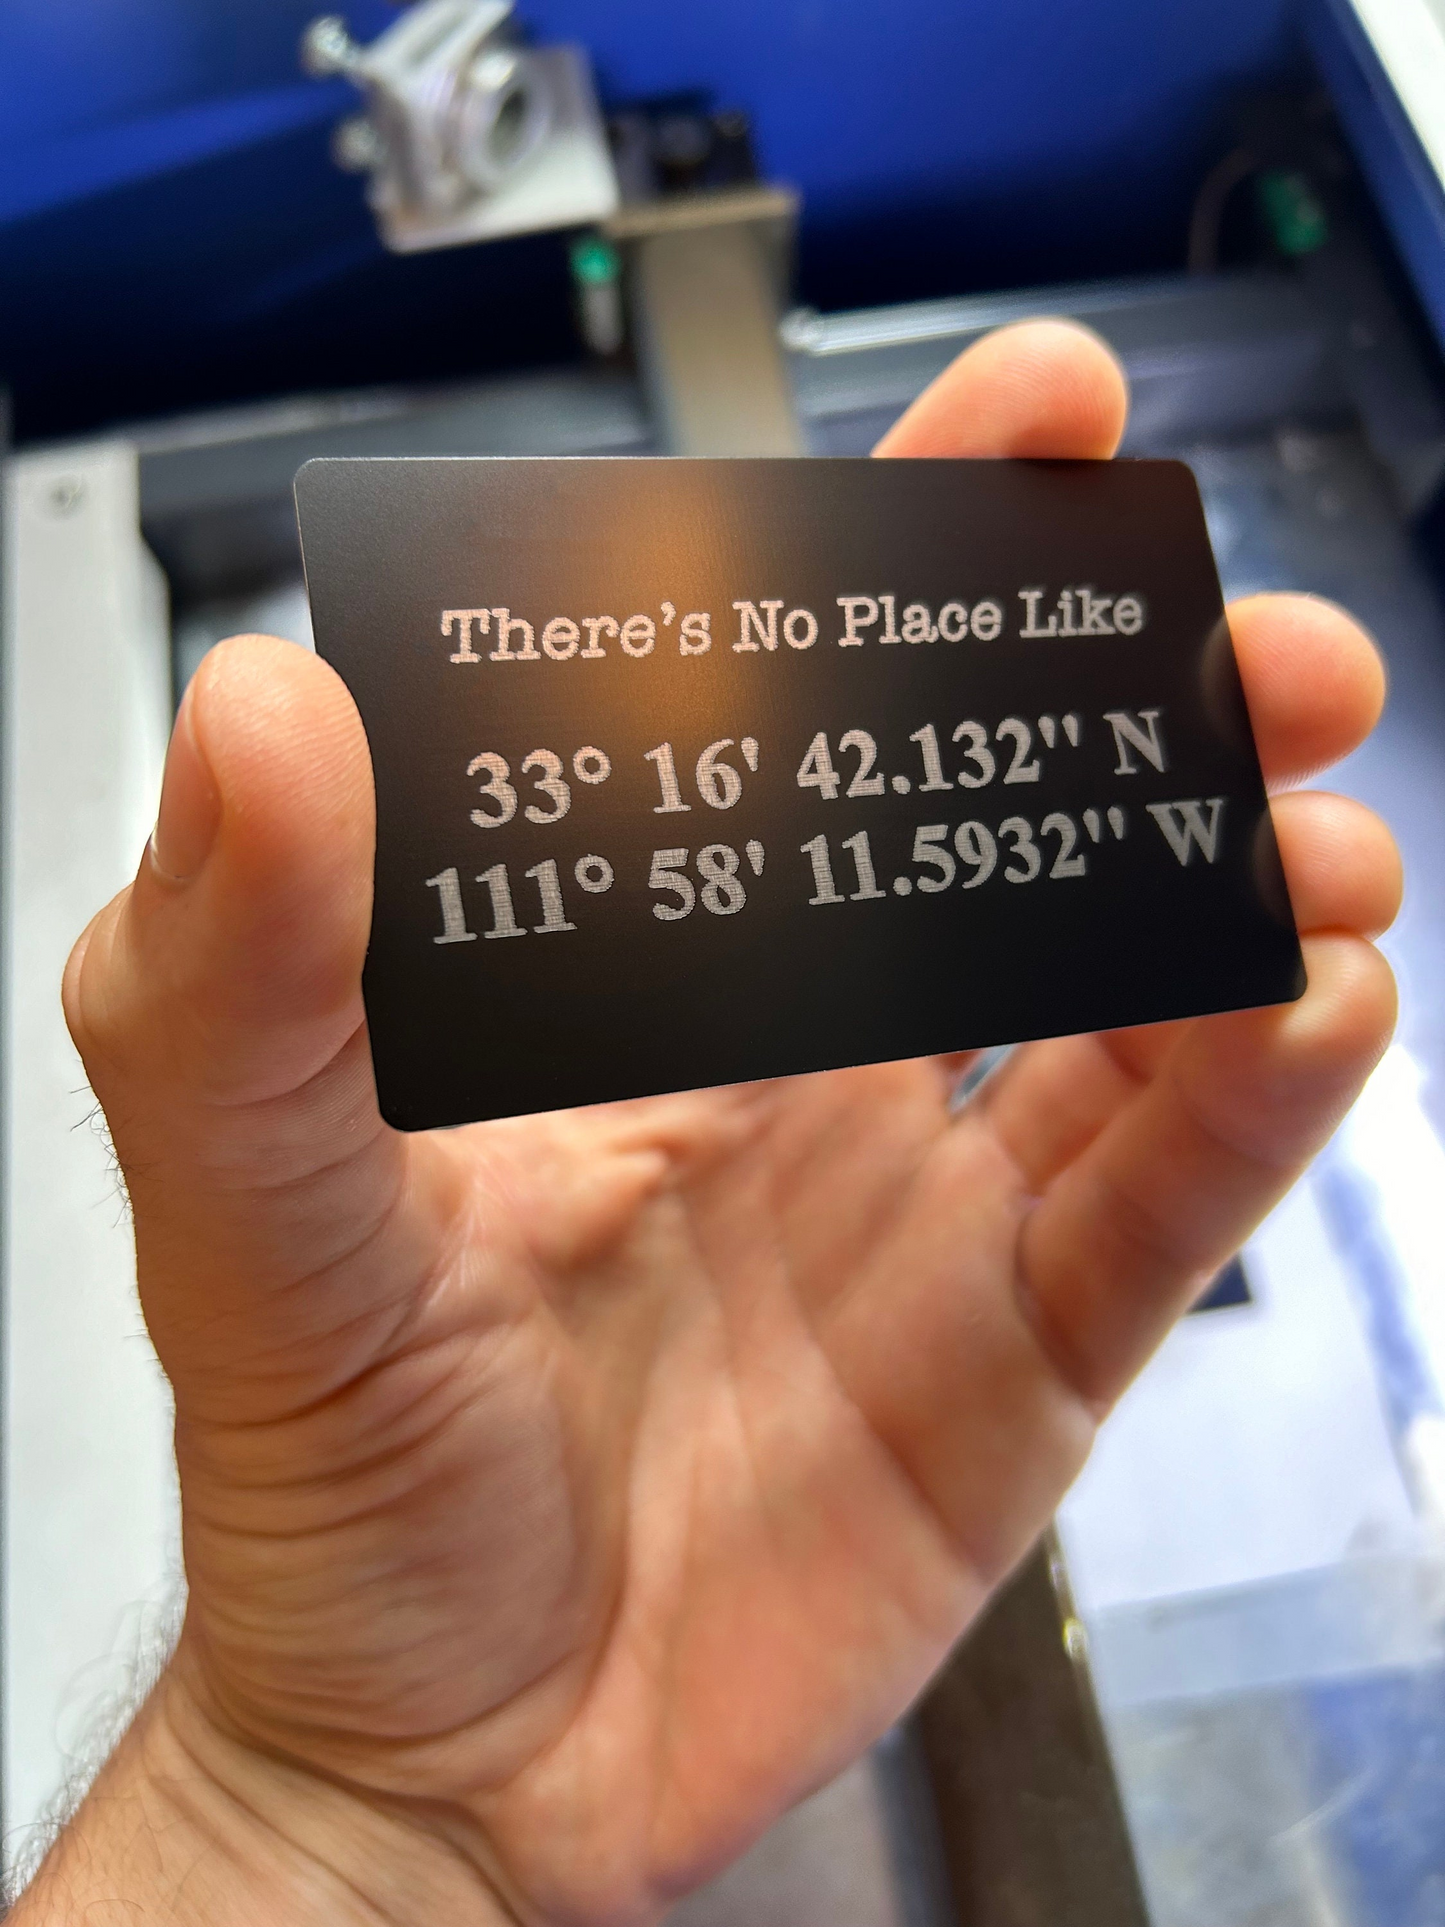 There's No Place Like
33° 16' 42.132" N
111° 58' 11.5932" W